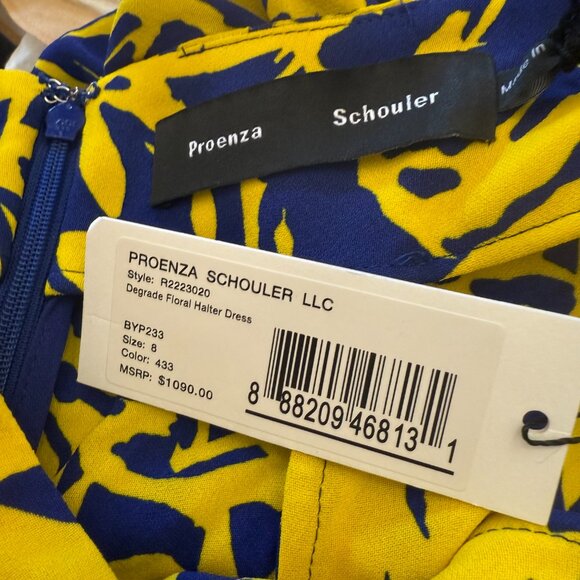 Proenza Schouler
Made in
PROENZA SCHOULER LLC
Style: R2223020
Degrade Floral Halter Dress
BYP233
Size: 8
Color: 433
MSRP: $1090.00
8 88209 46813 1